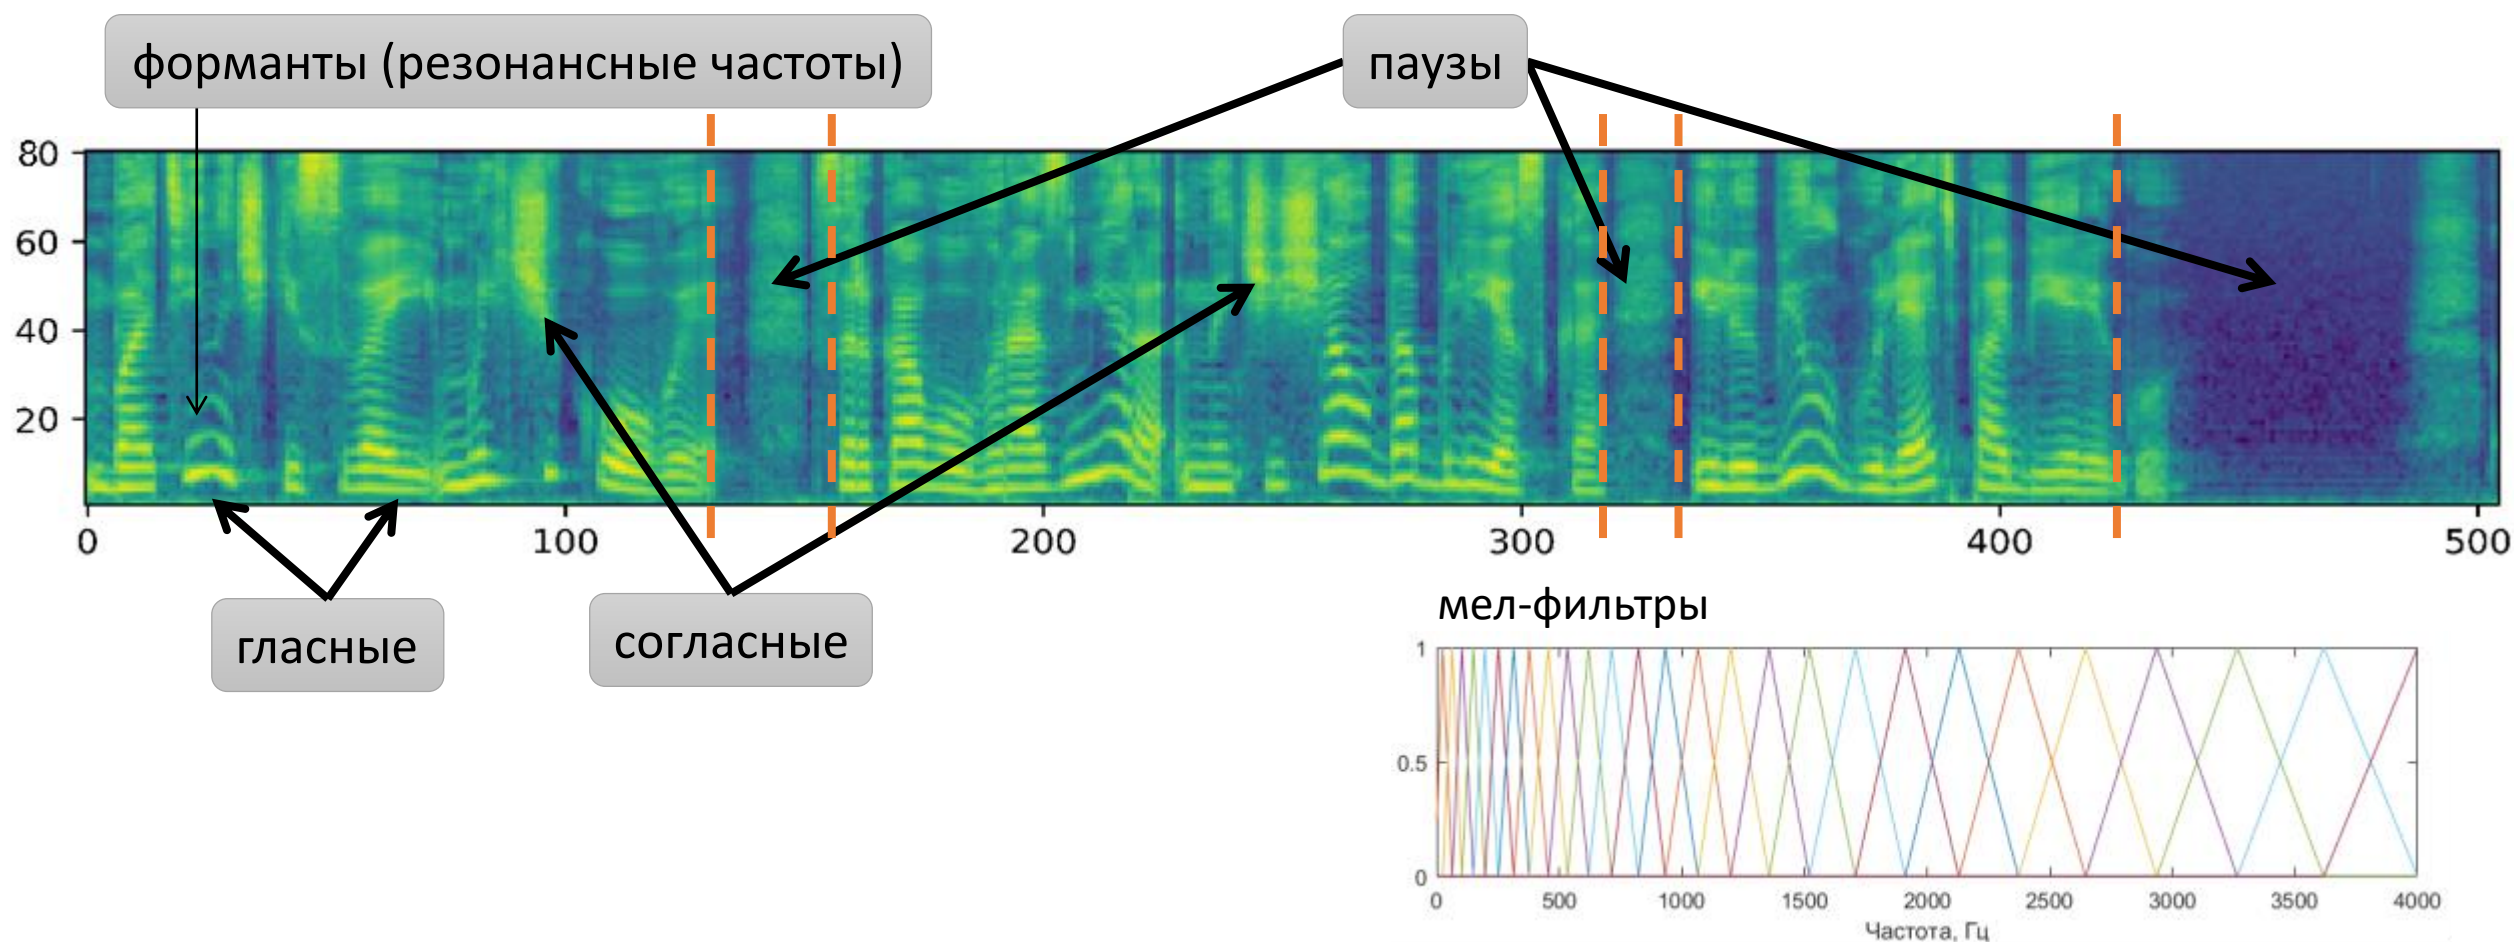 форманты (резонансные частоты)
паузы
80
60
40
20
0 100 200 300 400 500
гласные
согласные
мел-фильтры
1
0.5
0
0 500 1000 1500 2000 2500 3000 3500 4000
Частота, Гц